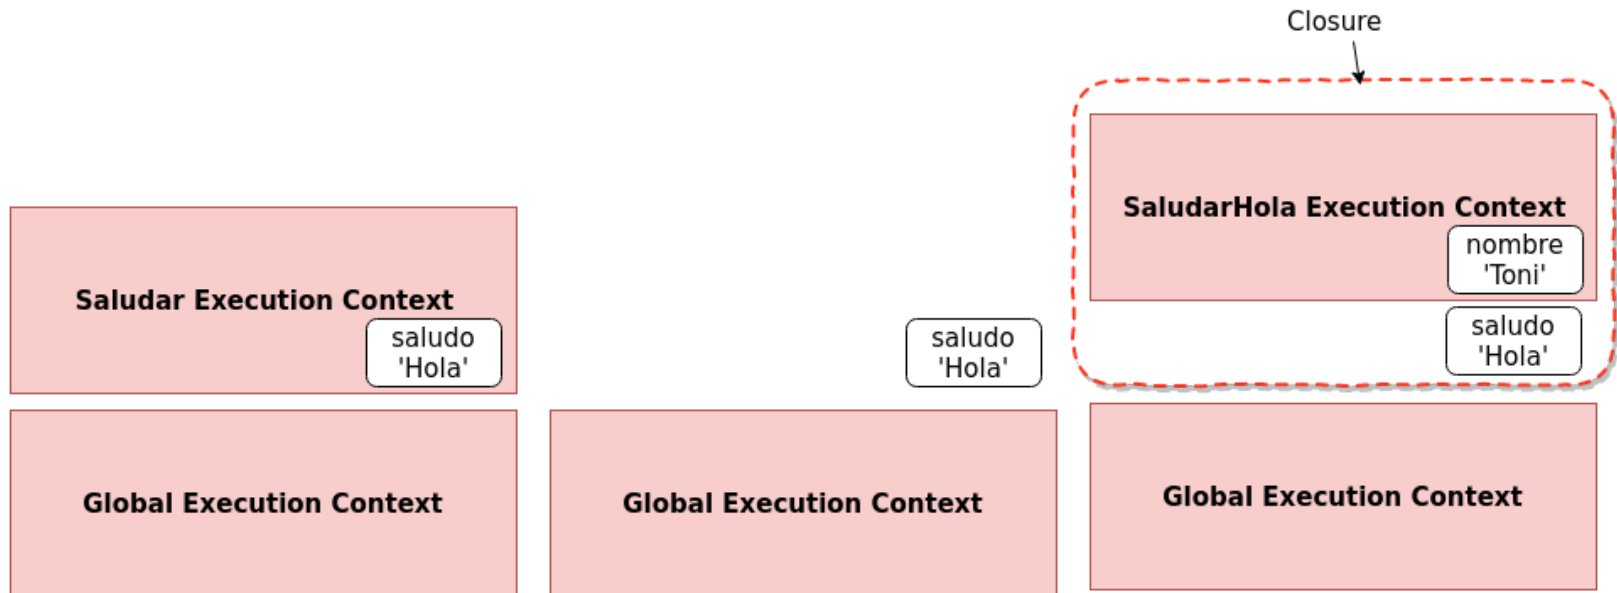 Closure
SaludarHola Execution Context
nombre
'Toni'
Saludar Execution Context
saludo
'Hola'
saludo
'Hola'
saludo
'Hola'
Global Execution Context
Global Execution Context
Global Execution Context